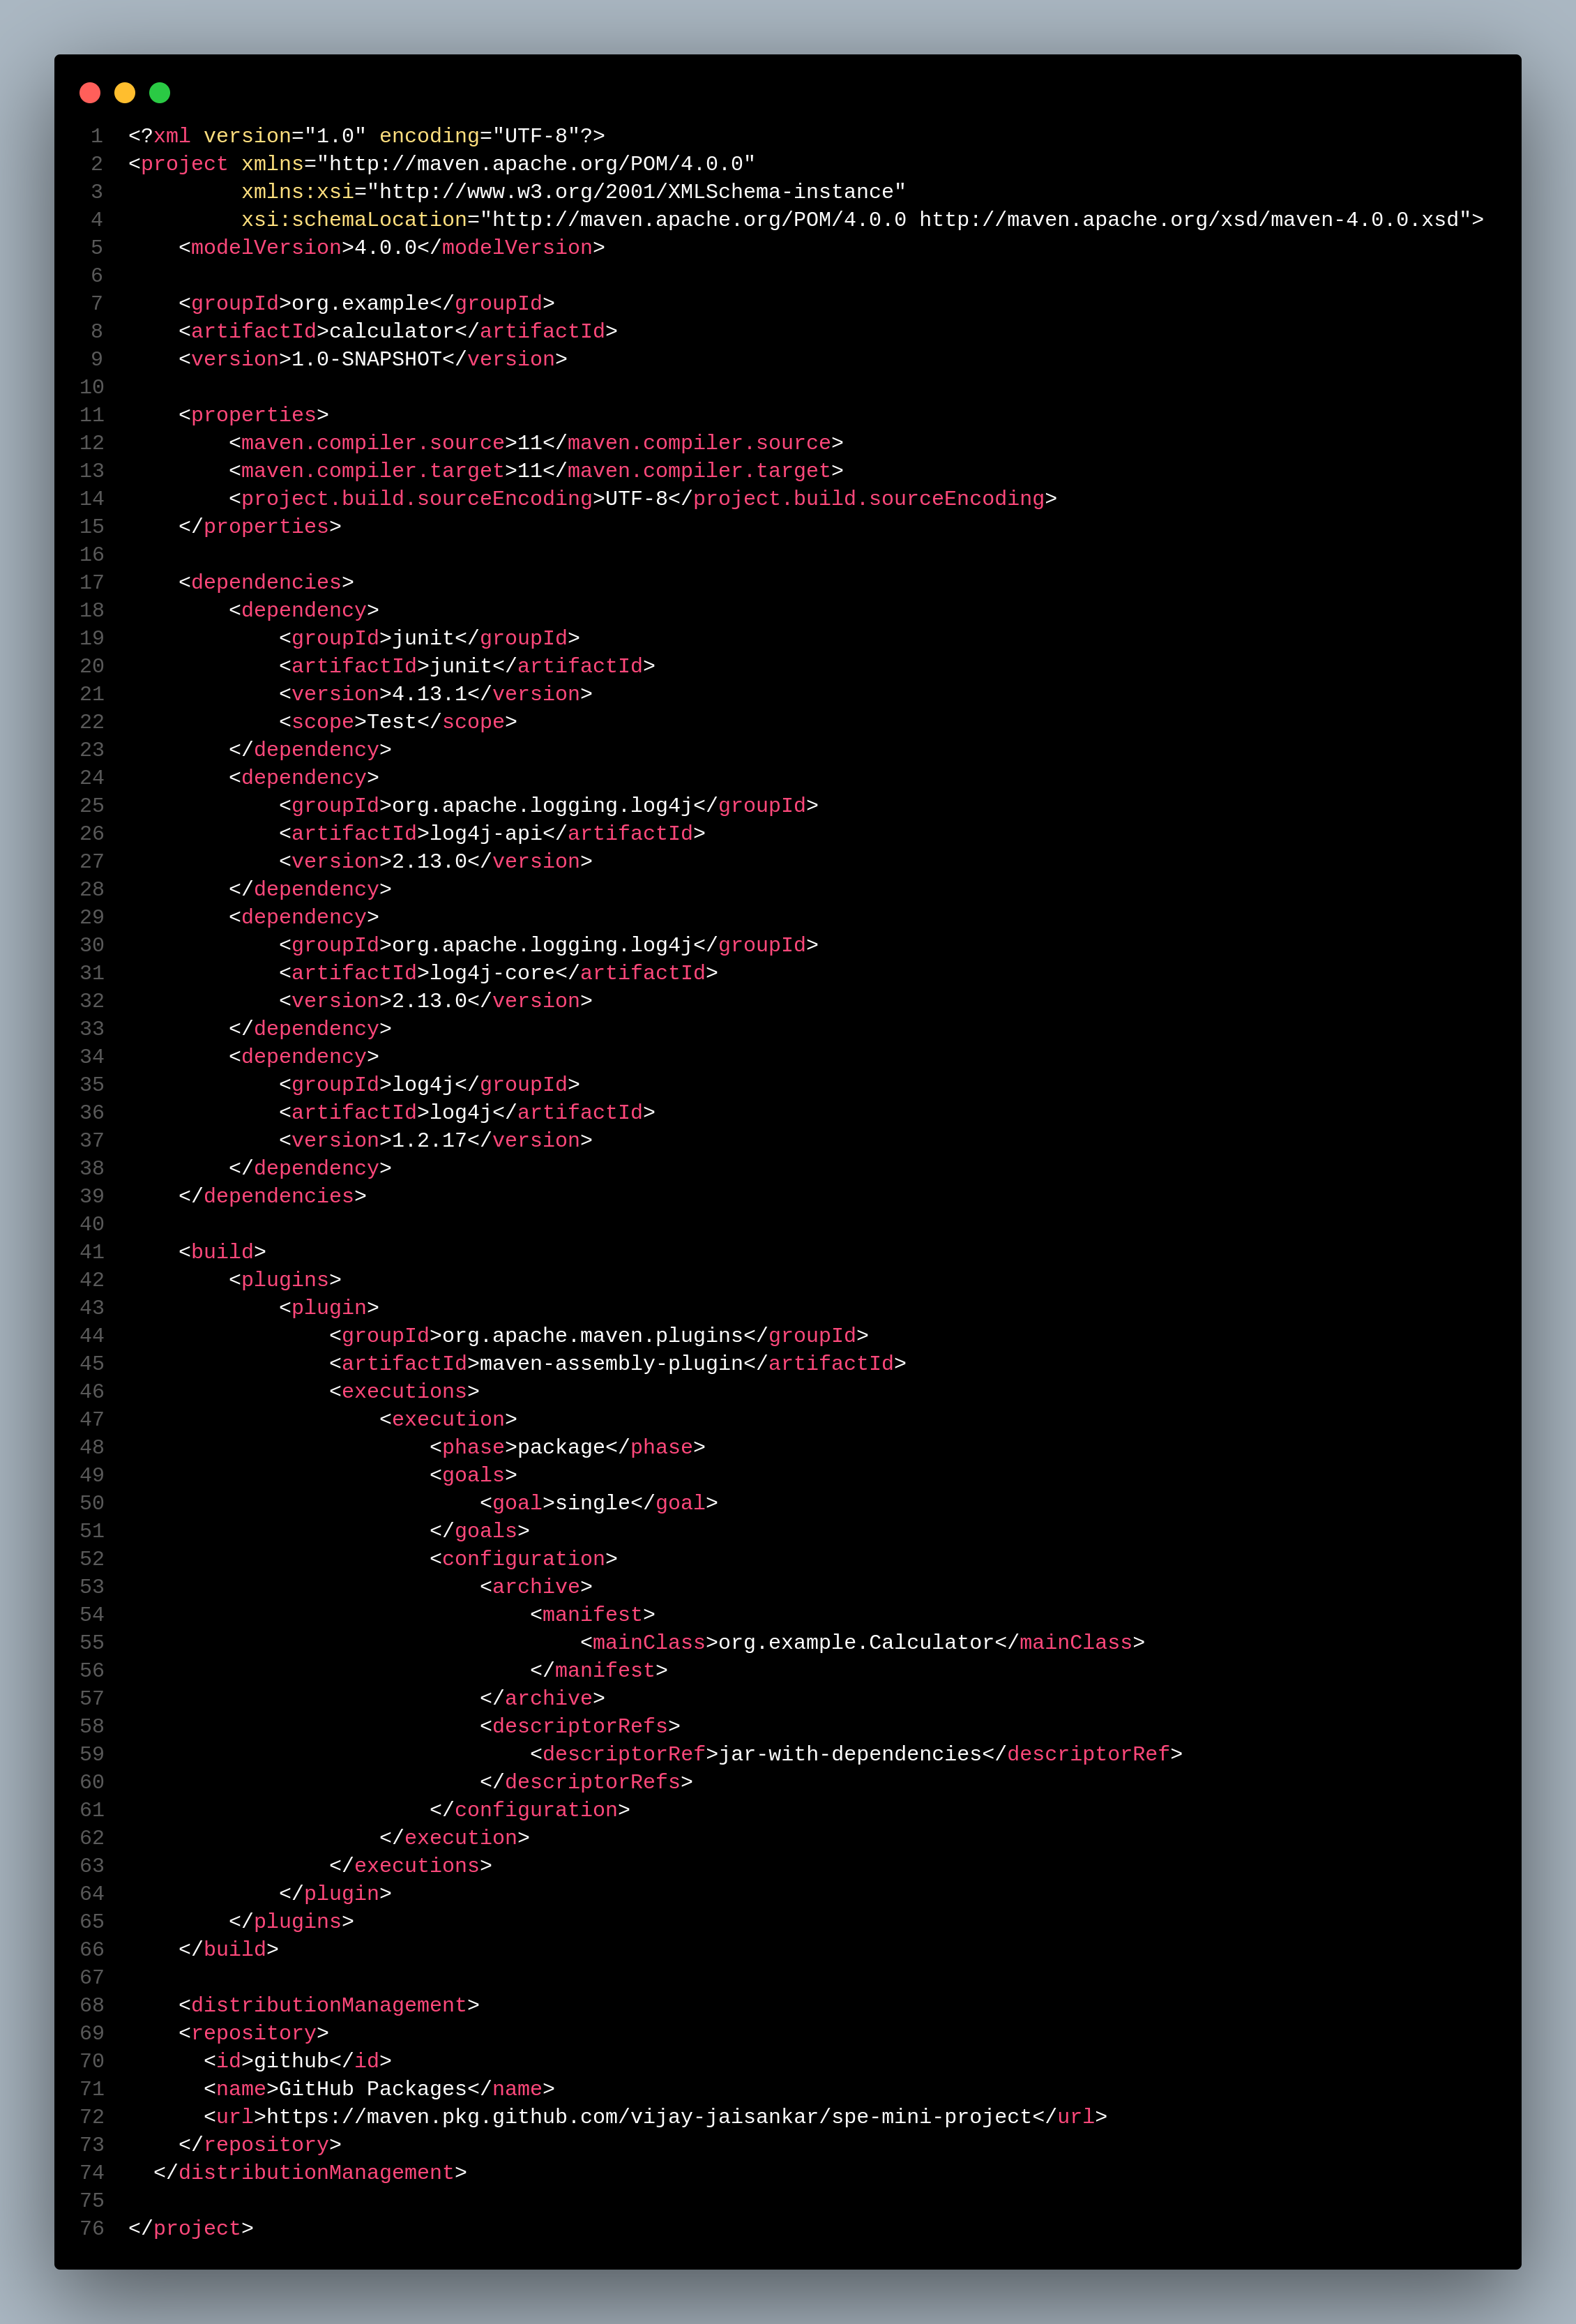 1 <?xml version="1.0" encoding="UTF-8"?>
2 <project xmlns="http://maven.apache.org/POM/4.0.0"
3          xmlns:xsi="http://www.w3.org/2001/XMLSchema-instance"
4          xsi:schemaLocation="http://maven.apache.org/POM/4.0.0 http://maven.apache.org/xsd/maven-4.0.0.xsd">
5     <modelVersion>4.0.0</modelVersion>
6
7     <groupId>org.example</groupId>
8     <artifactId>calculator</artifactId>
9     <version>1.0-SNAPSHOT</version>
10
11     <properties>
12         <maven.compiler.source>11</maven.compiler.source>
13         <maven.compiler.target>11</maven.compiler.target>
14         <project.build.sourceEncoding>UTF-8</project.build.sourceEncoding>
15     </properties>
16
17     <dependencies>
18         <dependency>
19             <groupId>junit</groupId>
20             <artifactId>junit</artifactId>
21             <version>4.13.1</version>
22             <scope>Test</scope>
23         </dependency>
24         <dependency>
25             <groupId>org.apache.logging.log4j</groupId>
26             <artifactId>log4j-api</artifactId>
27             <version>2.13.0</version>
28         </dependency>
29         <dependency>
30             <groupId>org.apache.logging.log4j</groupId>
31             <artifactId>log4j-core</artifactId>
32             <version>2.13.0</version>
33         </dependency>
34         <dependency>
35             <groupId>log4j</groupId>
36             <artifactId>log4j</artifactId>
37             <version>1.2.17</version>
38         </dependency>
39     </dependencies>
40
41     <build>
42         <plugins>
43             <plugin>
44                 <groupId>org.apache.maven.plugins</groupId>
45                 <artifactId>maven-assembly-plugin</artifactId>
46                 <executions>
47                     <execution>
48                         <phase>package</phase>
49                         <goals>
50                             <goal>single</goal>
51                         </goals>
52                         <configuration>
53                             <archive>
54                                 <manifest>
55                                     <mainClass>org.example.Calculator</mainClass>
56                                 </manifest>
57                             </archive>
58                             <descriptorRefs>
59                                 <descriptorRef>jar-with-dependencies</descriptorRef>
60                             </descriptorRefs>
61                         </configuration>
62                     </execution>
63                 </executions>
64             </plugin>
65         </plugins>
66     </build>
67
68     <distributionManagement>
69     <repository>
70       <id>github</id>
71       <name>GitHub Packages</name>
72       <url>https://maven.pkg.github.com/vijay-jaisankar/spe-mini-project</url>
73     </repository>
74   </distributionManagement>
75
76 </project>